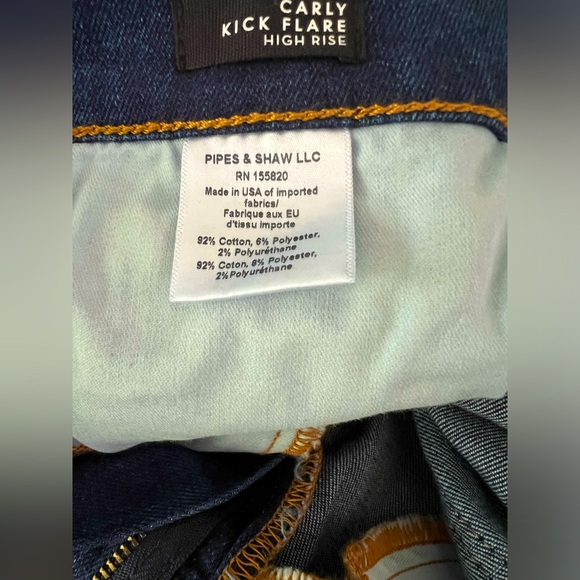 CARLY
KICK FLARE
HIGH RISE
PIPES & SHAW LLC
RN 155820
Made in USA of imported
fabrics/
Fabrique aux EU
d'tissu importe
92% Cotton, 6% Polyester,
2% Polyuréthane
92% Coton, 6% Polyester,
2%Polyuréthane